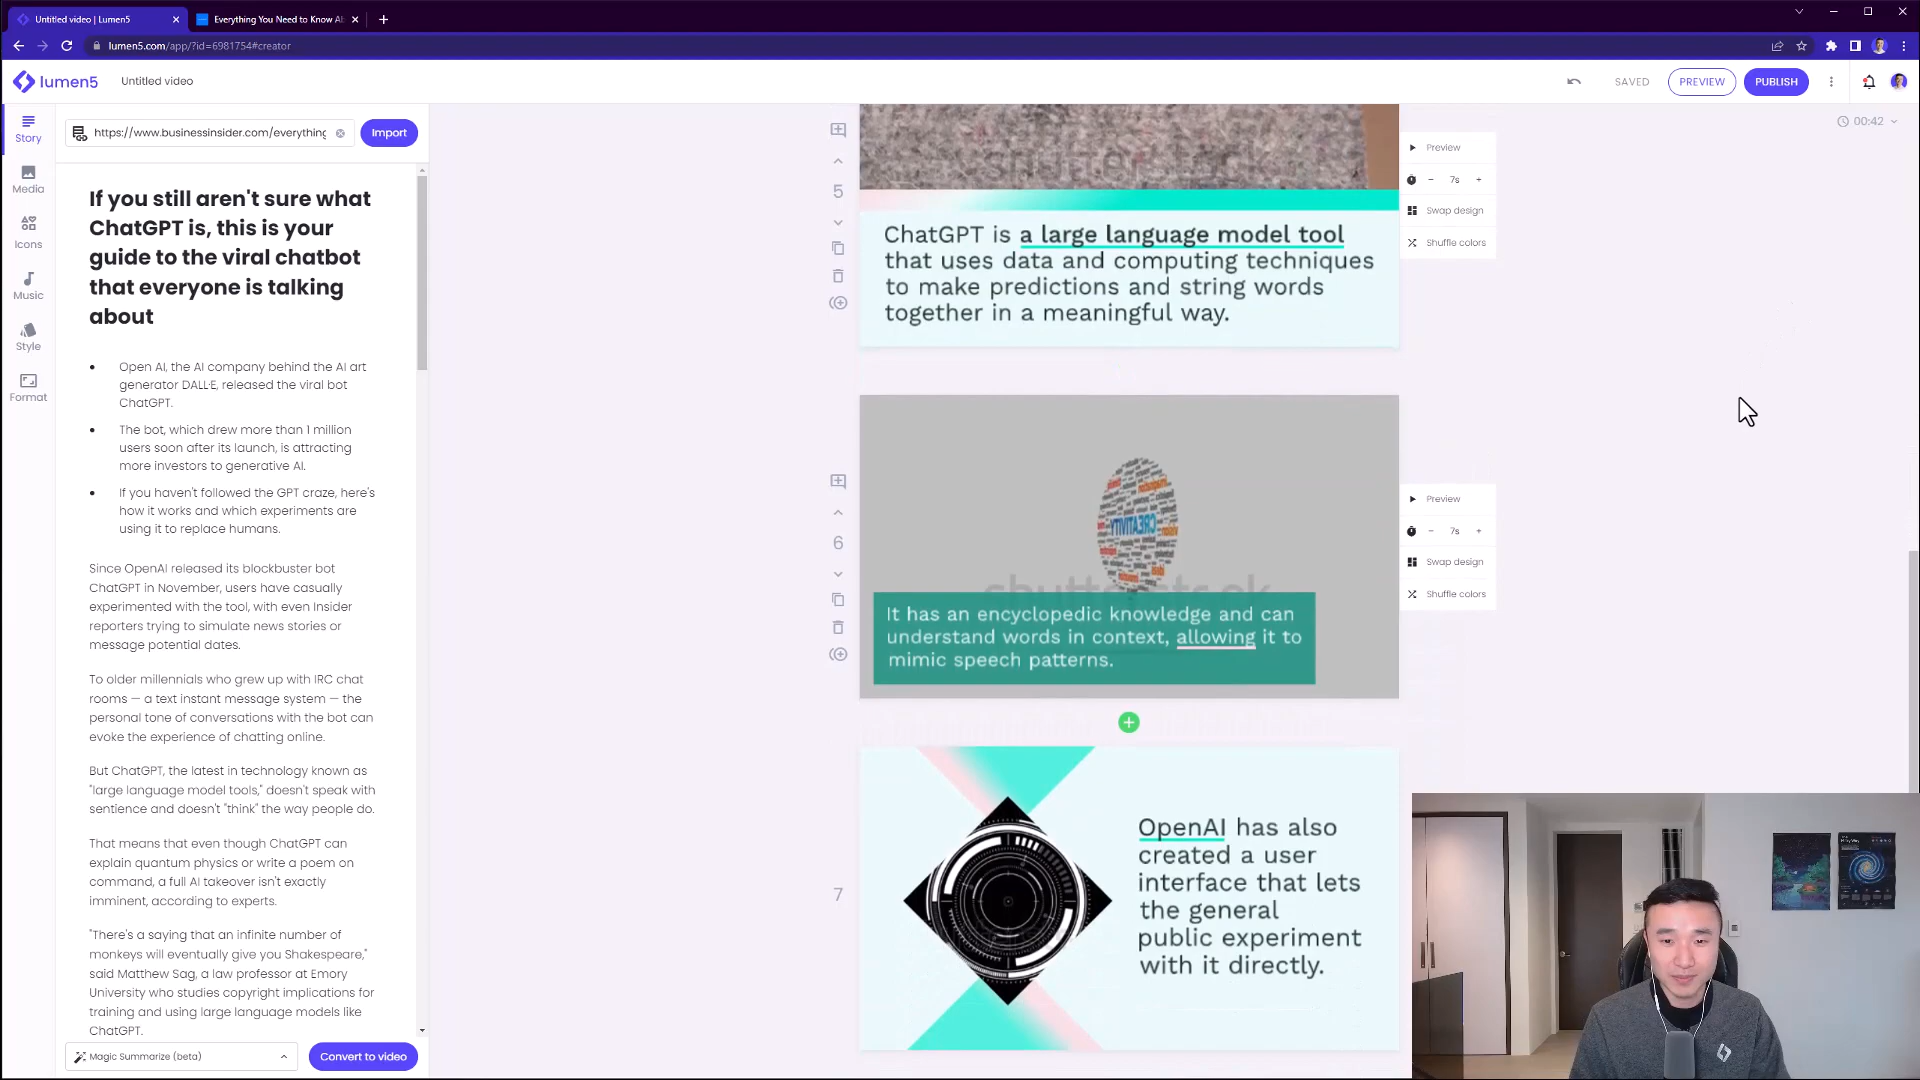 Untitled video | Lumen5
Everything You Need to Know Ab
lumen5.com/app/?id=6981754#creator
lumen5
Untitled video
SAVED
PREVIEW
PUBLISH
Story
Media
Icons
Music
Style
Format
https://www.businessinsider.com/everything
Import
If you still aren't sure what
ChatGPT is, this is your
guide to the viral chatbot
that everyone is talking
about
Open AI, the AI company behind the AI art
generator DALL·E, released the viral bot
ChatGPT.
The bot, which drew more than 1 million
users soon after its launch, is attracting
more investors to generative AI.
If you haven't followed the GPT craze, here's
how it works and which experiments are
using it to replace humans.
Since OpenAI released its blockbuster bot
ChatGPT in November, users have casually
experimented with the tool, with even Insider
reporters trying to simulate news stories or
message potential dates.
To older millennials who grew up with IRC chat
rooms — a text instant message system — the
personal tone of conversations with the bot can
evoke the experience of chatting online.
But ChatGPT, the latest in technology known as
"large language model tools," doesn't speak with
sentience and doesn't "think" the way people do.
That means that even though ChatGPT can
explain quantum physics or write a poem on
command, a full AI takeover isn't exactly
imminent, according to experts.
"There's a saying that an infinite number of
monkeys will eventually give you Shakespeare,"
said Matthew Sag, a law professor at Emory
University who studies copyright implications for
training and using large language models like
ChatGPT.
Magic Summarize (beta)
Convert to video
00:42
shutterstock
5
ChatGPT is a large language model tool
that uses data and computing techniques
to make predictions and string words
together in a meaningful way.
Preview
- 7s +
Swap design
Shuffle colors
6
CREATIVITY
shutterstock
It has an encyclopedic knowledge and can
understand words in context, allowing it to
mimic speech patterns.
Preview
- 7s +
Swap design
Shuffle colors
7
OpenAI has also
created a user
interface that lets
the general
public experiment
with it directly.